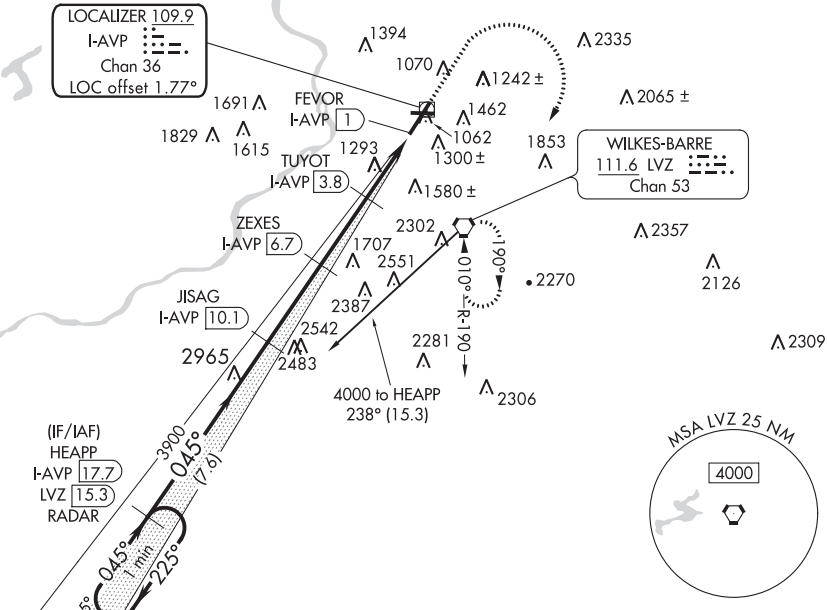 LOCALIZER 109.9
I-AVP
Chan 36
LOC offset 1.77°
1394
1070
2335
1242 ±
2065 ±
1691
FEVOR
I-AVP 1
1462
1829
1615
1062
1300 ±
1853
WILKES-BARRE
111.6 LVZ
Chan 53
1293
TUYOT
I-AVP 3.8
1580 ±
ZEXES
I-AVP 6.7
2302
2357
1707
2551
190°
2126
2270
2387
010°
R-190
JISAG
I-AVP 10.1
2542
2483
2281
2309
2965
4000 to HEAPP
238° (15.3)
2306
(IF/IAF)
HEAPP
I-AVP 17.7
LVZ 15.3
RADAR
3900
045°
(7.6)
MSA LVZ 25 NM
4000
045°
1 min
225°
5°